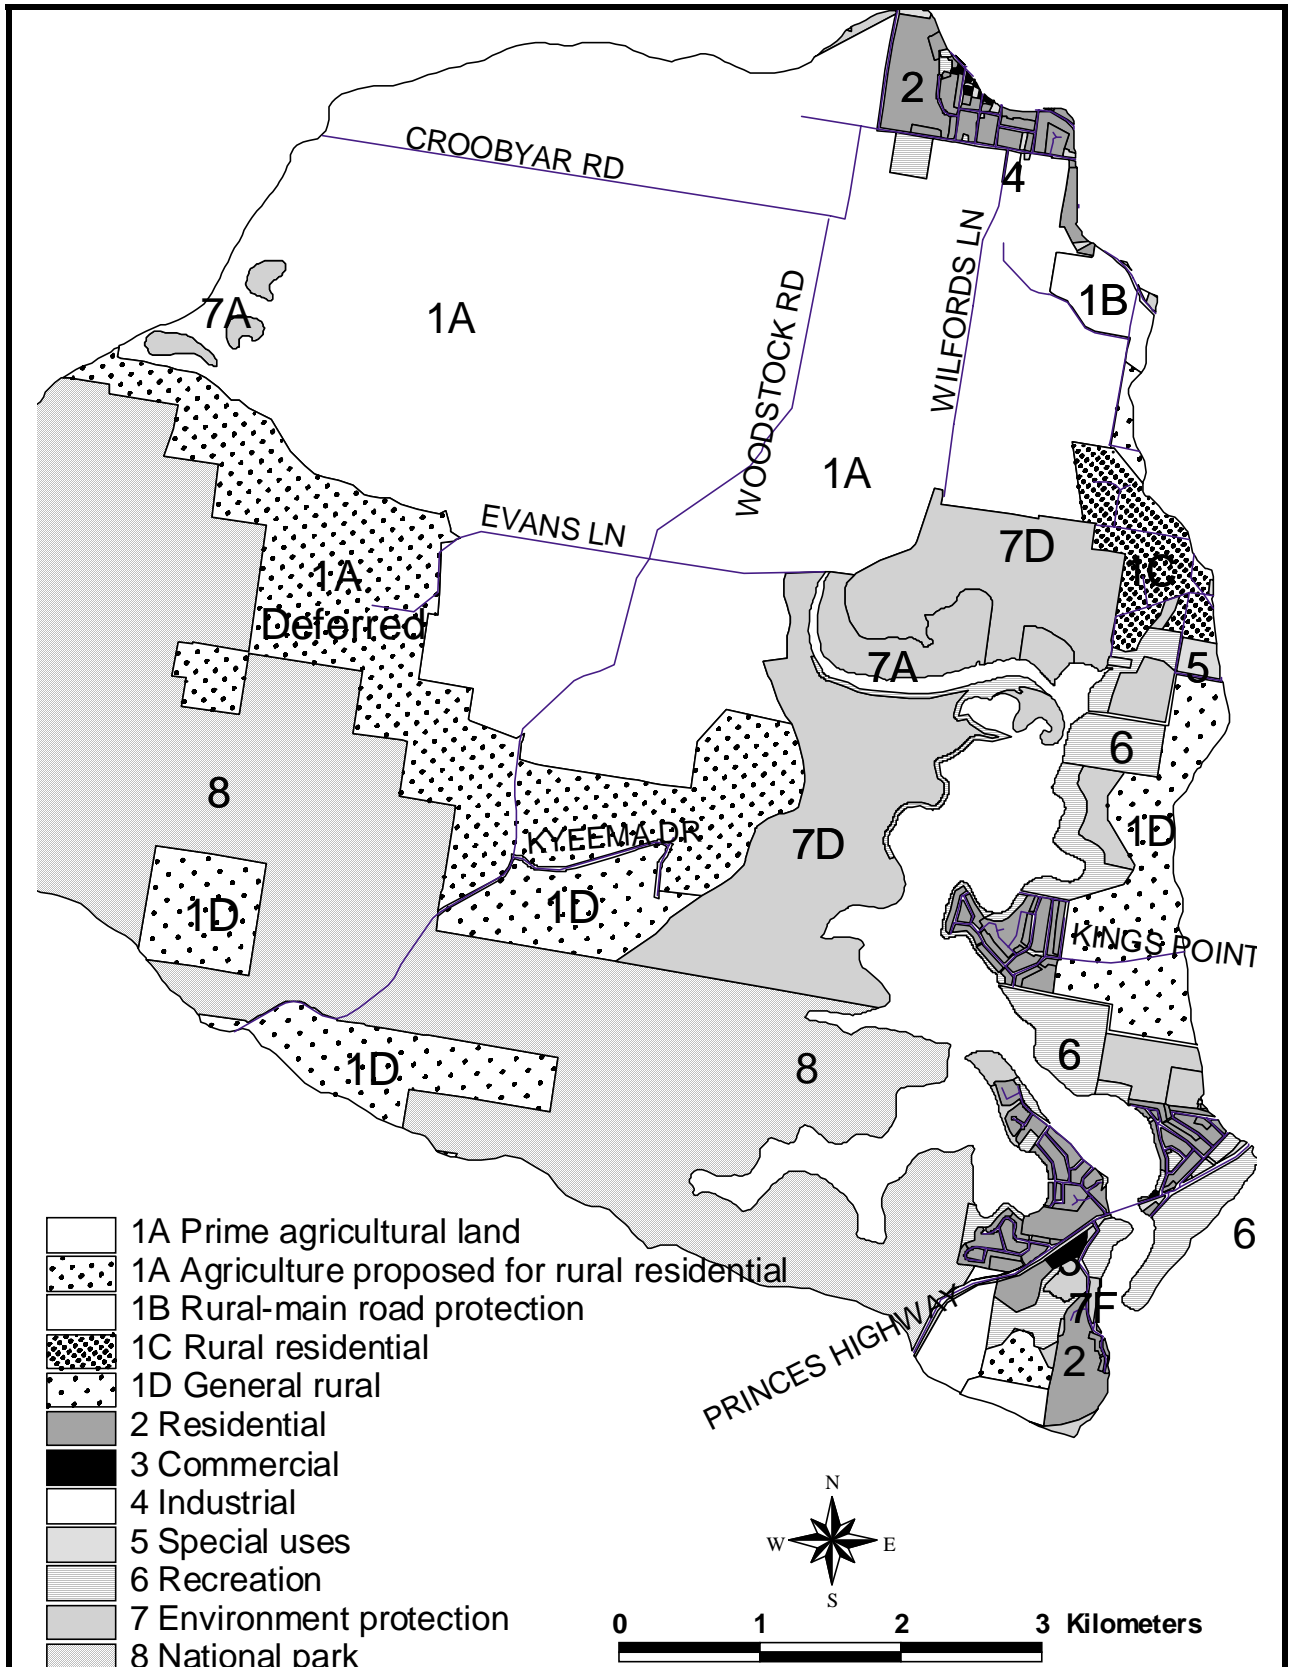 2
CROOBYAR RD
4
WILFORDS LN
7A
1A
WOODSTOCK RD
1B
1A
EVANS LN
7D
1A
Deferred
1C
7A
5
6
8
KYEEMA DR
7D
1D
1D
1D
KINGS POINT
6
1D
8
6
3
7F
2
PRINCES HIGHWAY
1A Prime agricultural land
1A Agriculture proposed for rural residential
1B Rural-main road protection
1C Rural residential
1D General rural
2 Residential
3 Commercial
4 Industrial
5 Special uses
6 Recreation
7 Environment protection
8 National park
N
W E
S
0 1 2 3 Kilometers